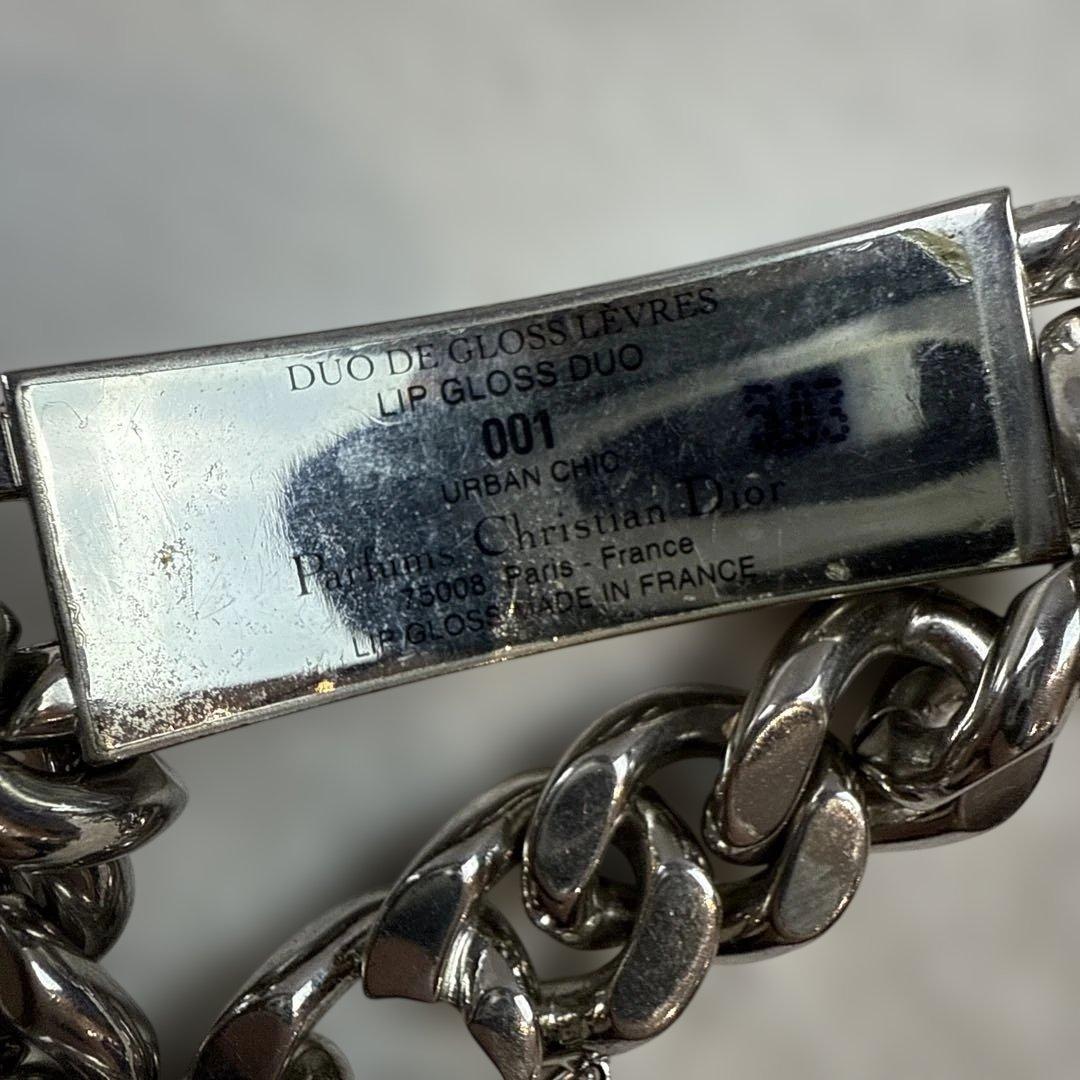 DUO DE GLOSS LÈVRES
LIP GLOSS DUO
001
URBAN CHIC
Parfums Christian Dior
75008 Paris - France
LIP GLOSS MADE IN FRANCE